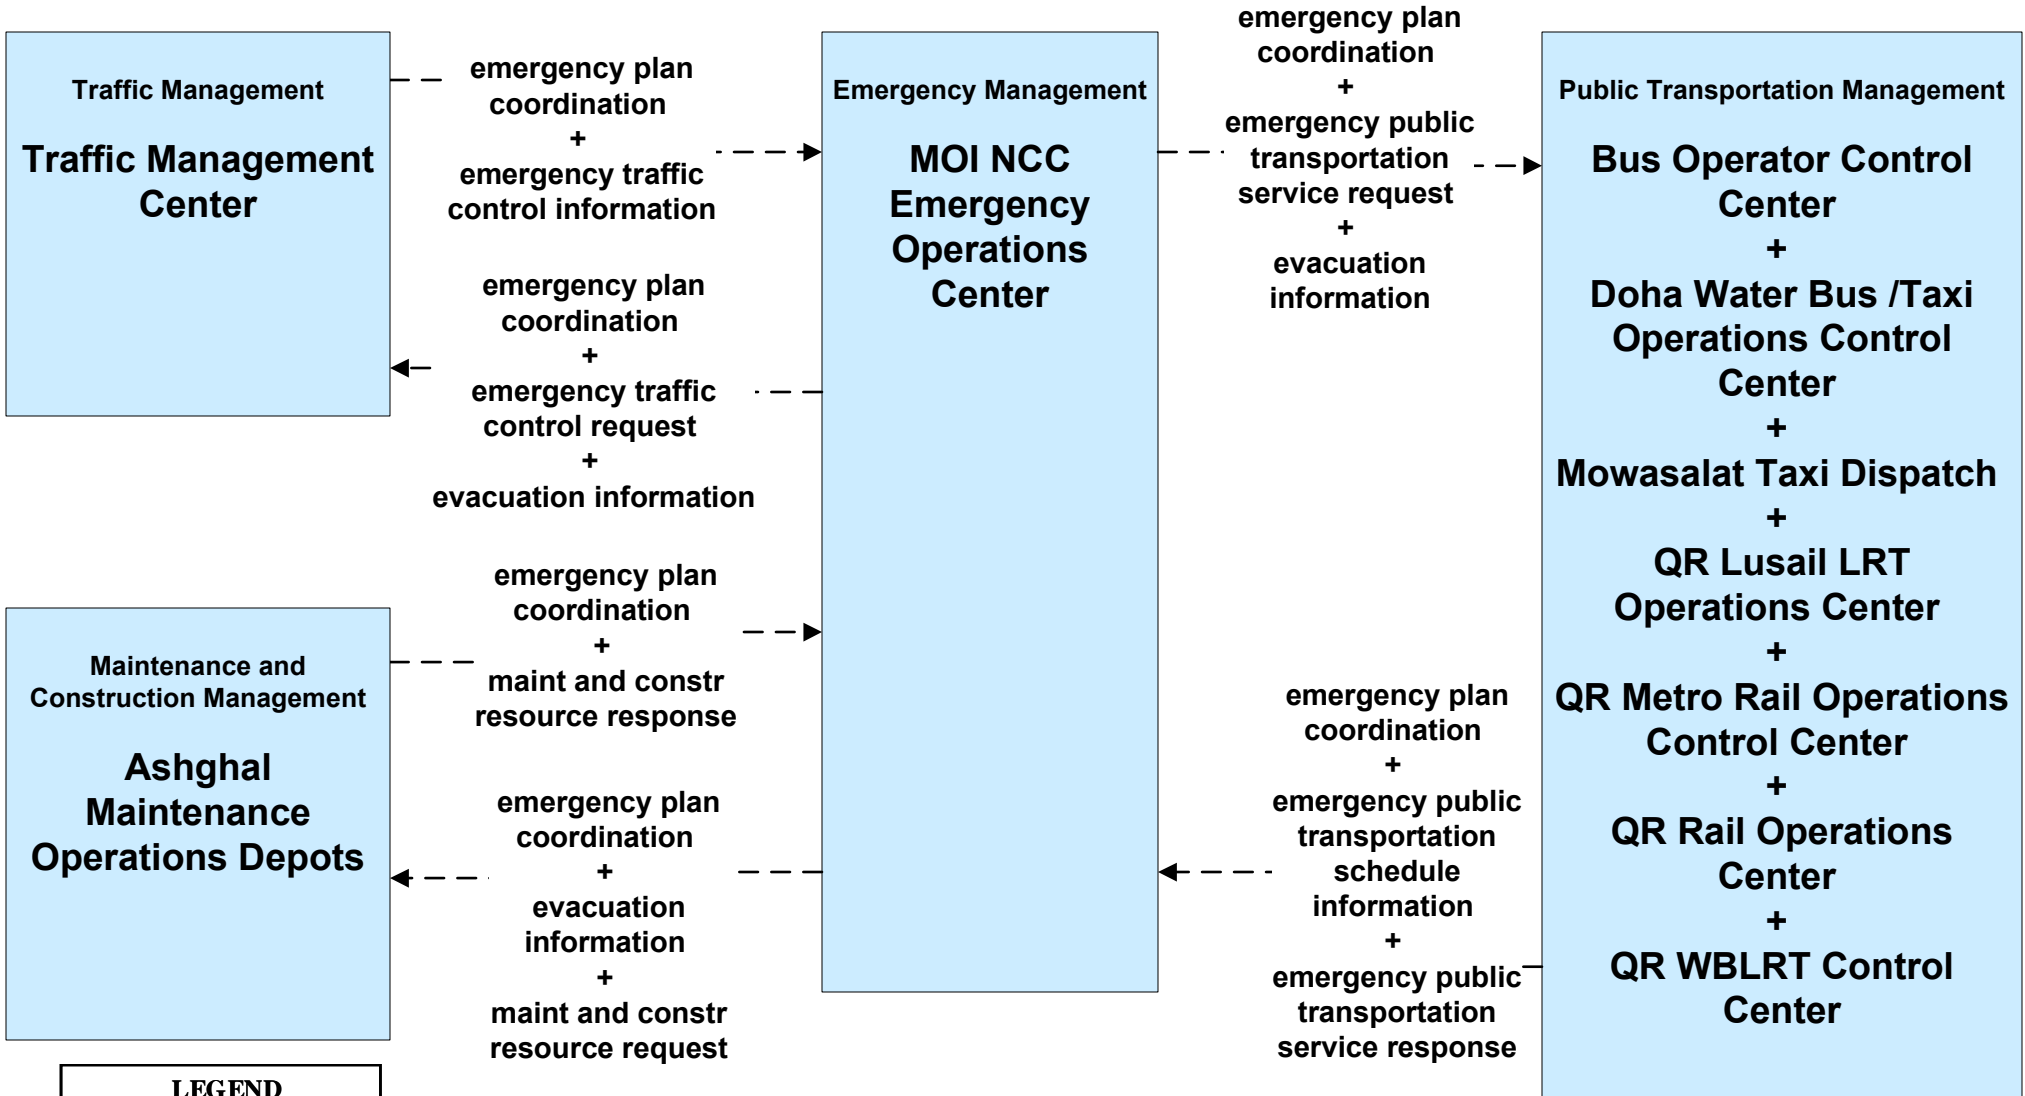 Traffic Management
Traffic Management
Center
emergency plan
coordination
+
emergency traffic
control information
emergency plan
coordination
+
emergency traffic
control request
+
evacuation information
Maintenance and
Construction Management
Ashghal
Maintenance
Operations Depots
emergency plan
coordination
+
maint and constr
resource response
emergency plan
coordination
+
evacuation
information
+
maint and constr
resource request
Emergency Management
MOI NCC
Emergency
Operations
Center
emergency plan
coordination
+
emergency public
transportation
service request
+
evacuation
information
emergency plan
coordination
+
emergency public
transportation
schedule
information
+
emergency public
transportation
service response
Public Transportation Management
Bus Operator Control
Center
+
Doha Water Bus /Taxi
Operations Control
Center
+
Mowasalat Taxi Dispatch
+
QR Lusail LRT
Operations Center
+
QR Metro Rail Operations
Control Center
+
QR Rail Operations
Center
+
QR WBLRT Control
Center
LEGEND